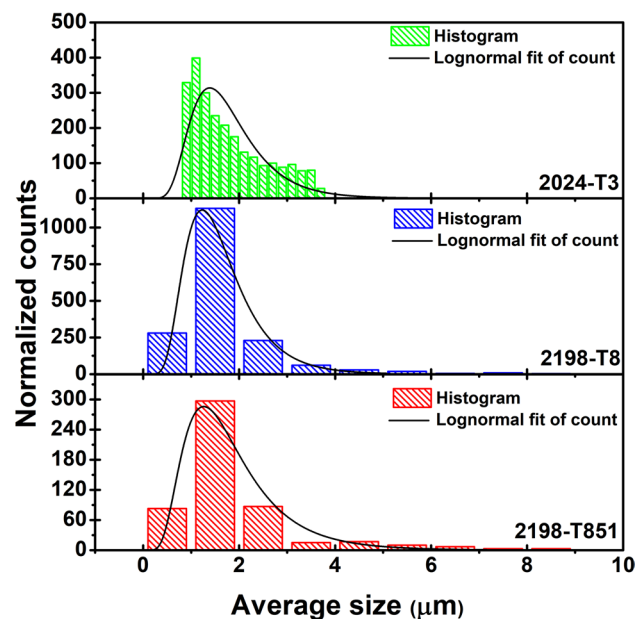 500
400
300
200
100
0
Histogram
Lognormal fit of count
2024-T3
1000
750
500
250
0
Histogram
Lognormal fit of count
2198-T8
300
240
180
120
60
0
Histogram
Lognormal fit of count
2198-T851
0 2 4 6 8 10
Normalized counts
Average size (μm)